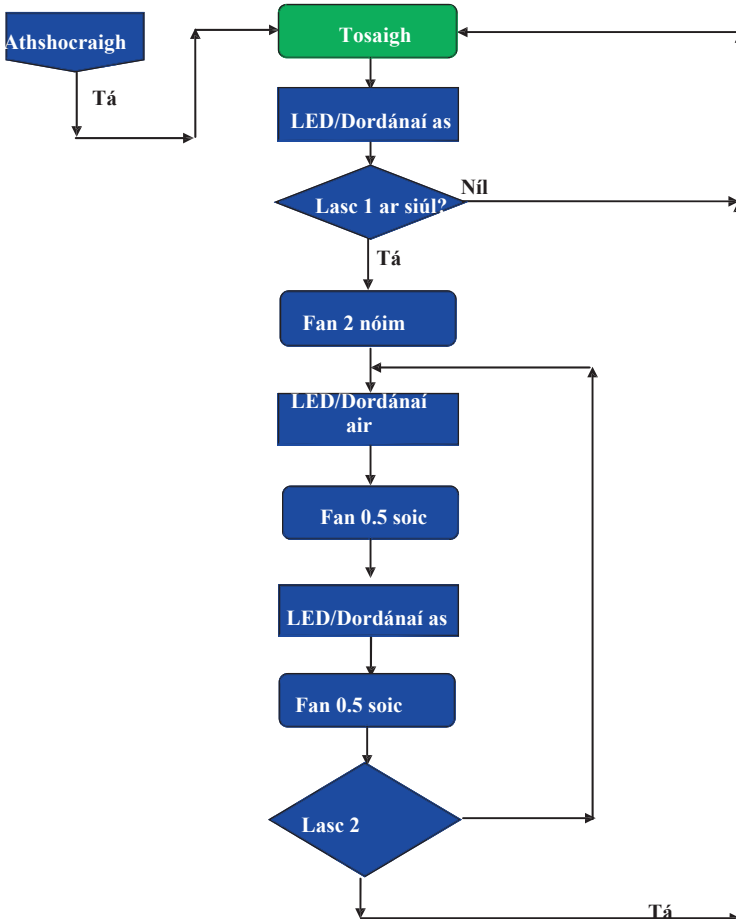 Athshocraigh
Tosaigh
Tá
LED/Dordánaí as
Lasc 1 ar siúl?
Níl
Tá
Fan 2 nóim
LED/Dordánaí
air
Fan 0.5 soic
LED/Dordánaí as
Fan 0.5 soic
Lasc 2
Tá